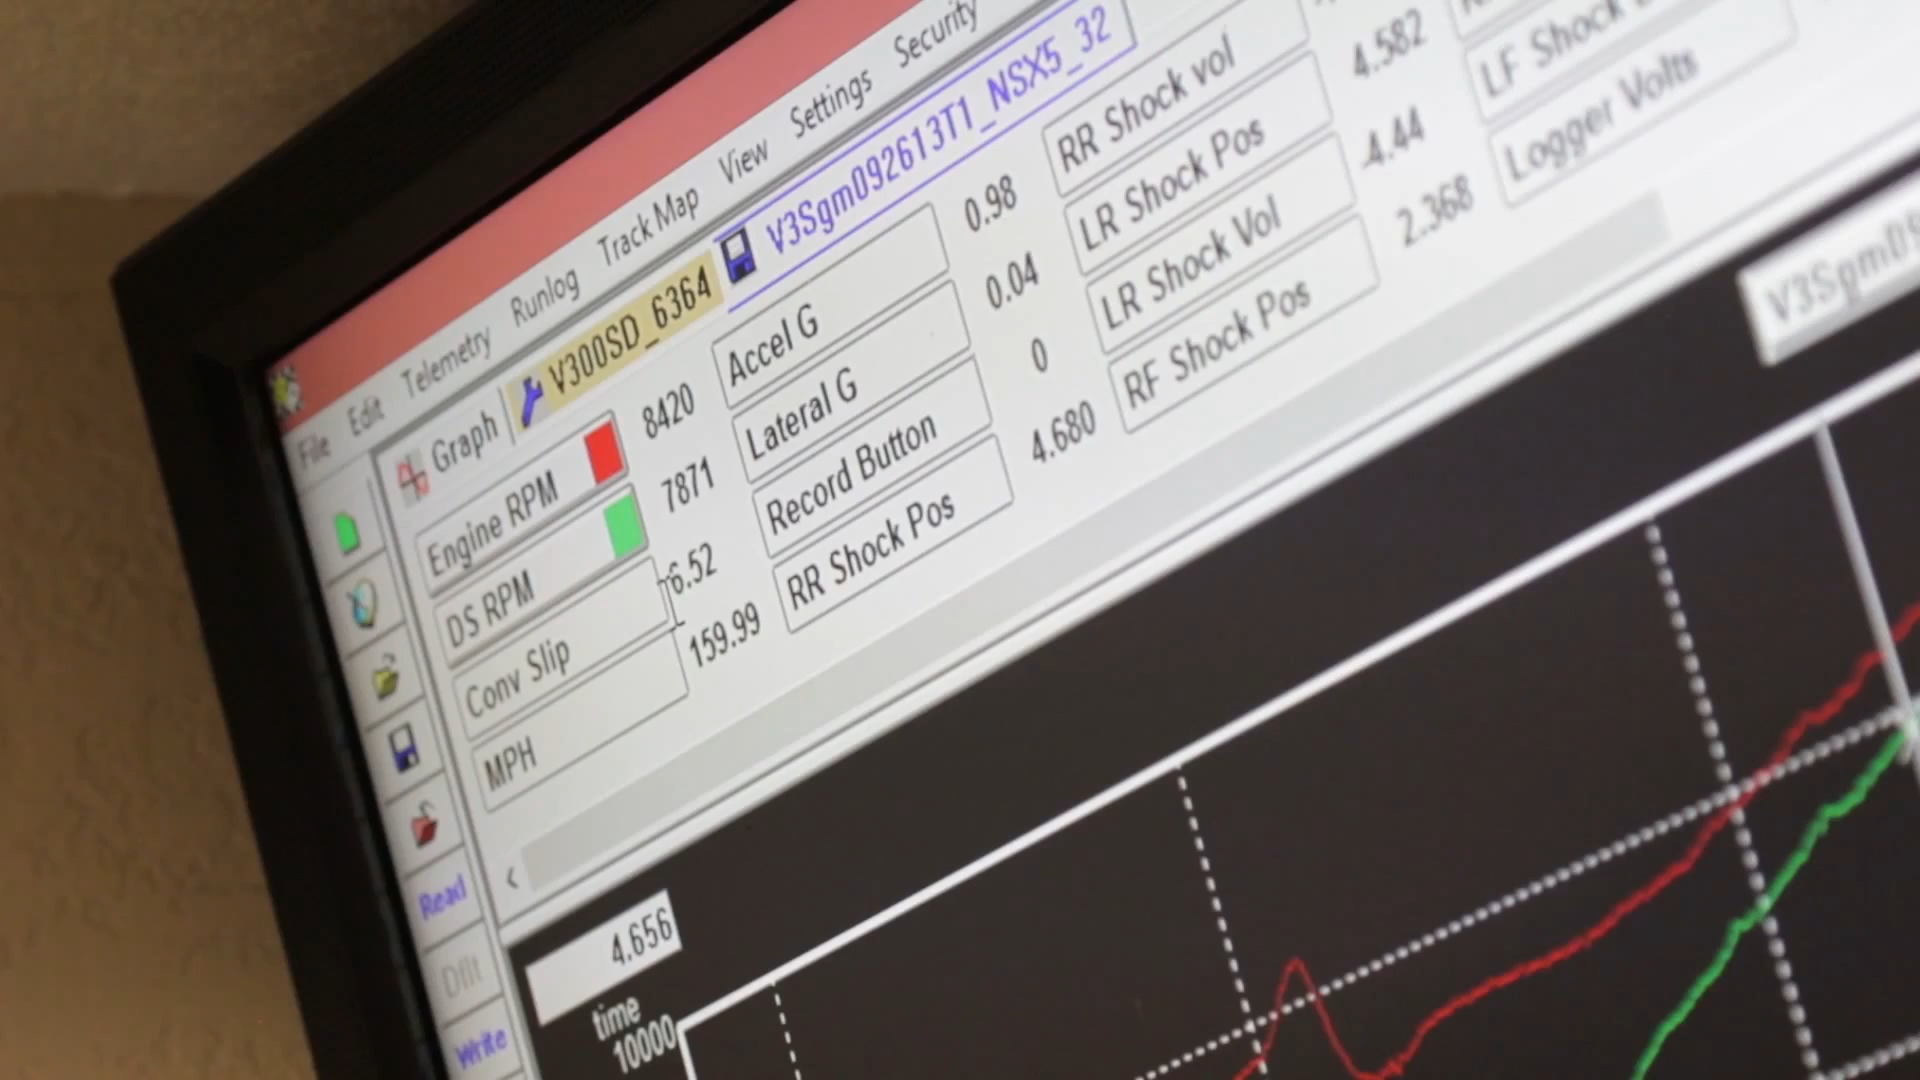 File Edit Telemetry Runlog Track Map View Settings Security
Graph V300SD_6364 V3Sgm092613T1_NSX5_32
Engine RPM 8420 Accel G 0.98 RR Shock vol 4.582 LF Shock
DS RPM 7871 Lateral G 0.04 LR Shock Pos -4.44 Logger Volts
Conv Slip 6.52 Record Button 0 LR Shock Vol 2.368
MPH 159.99 RR Shock Pos 4.680 RF Shock Pos
Read
Dflt
Write
4.656
time
10000